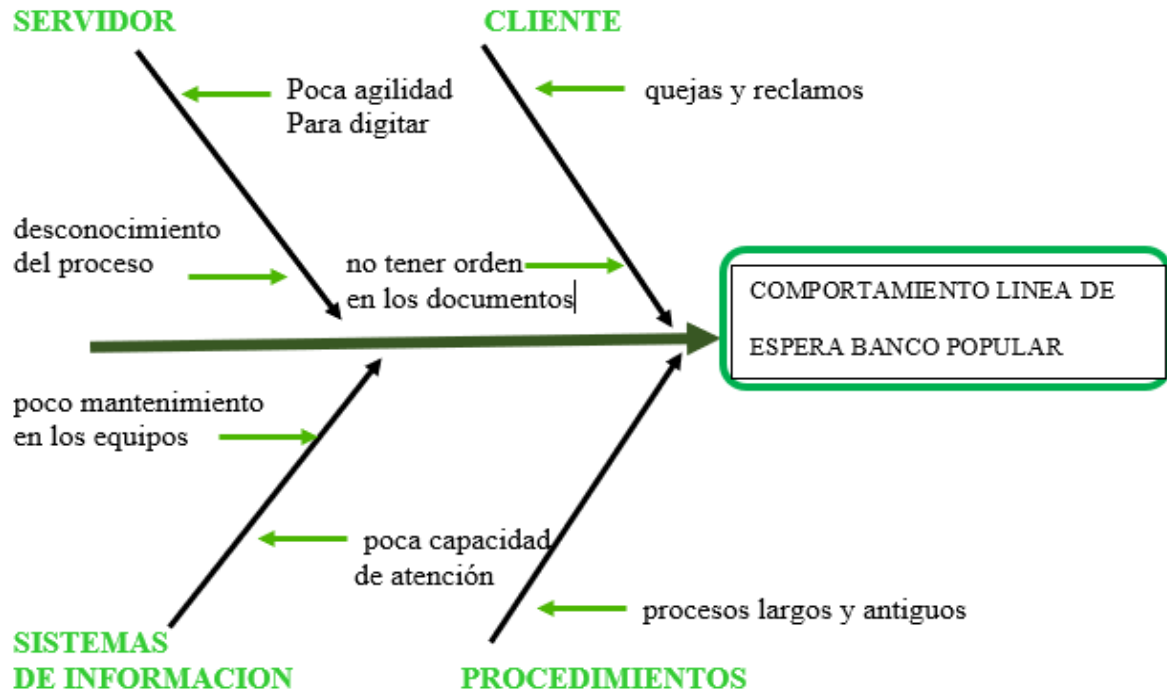 SERVIDOR
CLIENTE
Poca agilidad
Para digitar
quejas y reclamos
desconocimiento
del proceso
no tener orden
en los documentos
COMPORTAMIENTO LINEA DE
ESPERA BANCO POPULAR
poco mantenimiento
en los equipos
poca capacidad
de atención
procesos largos y antiguos
SISTEMAS
DE INFORMACION
PROCEDIMIENTOS